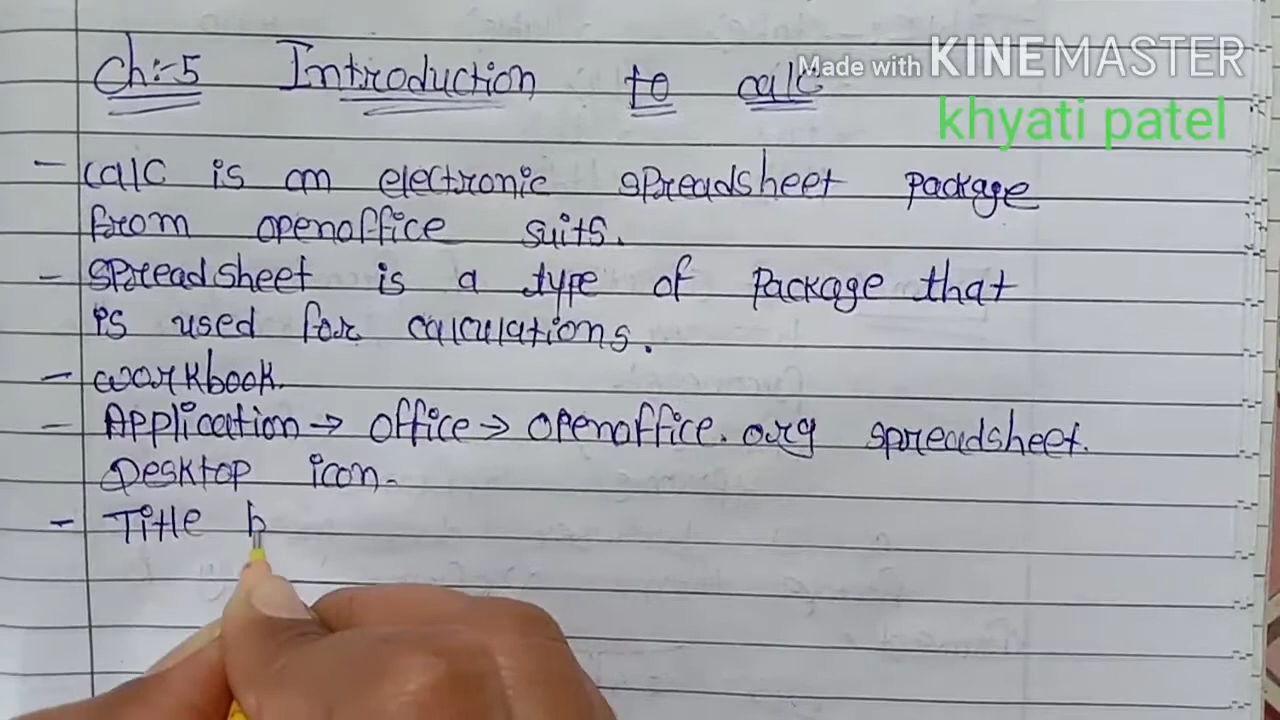 Ch:-5 Introduction to calc
Made with KINEMASTER
khyati patel
- calc is an electronic spreadsheet package
from openoffice suits.
- spreadsheet is a type of package that
is used for calculations.
- workbook.
- Application → office → openoffice.org spreadsheet.
Desktop icon.
- Title b